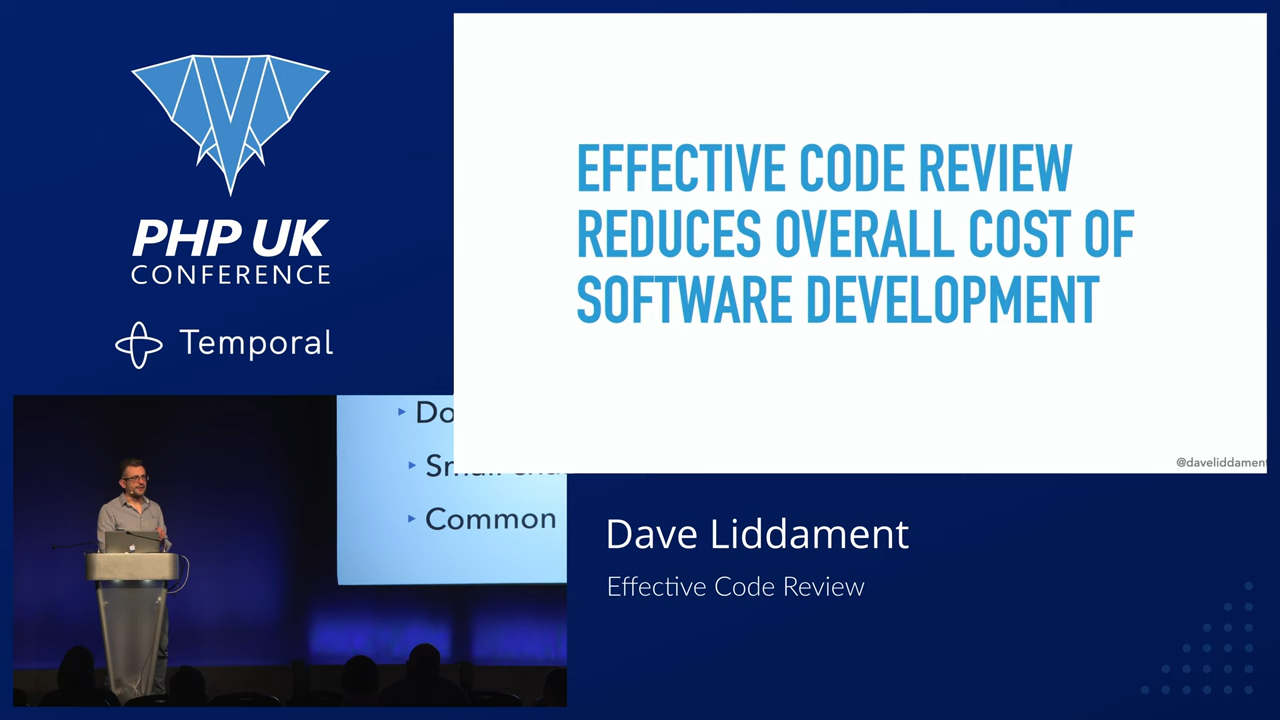 PHP UK
CONFERENCE
Temporal
EFFECTIVE CODE REVIEW
REDUCES OVERALL COST OF
SOFTWARE DEVELOPMENT
@daveliddament
Do
Common
Dave Liddament
Effective Code Review